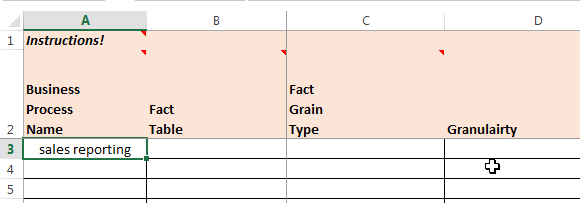 A B C D
1 Instructions!
Business Fact
Process Fact Grain
2 Name Table Type Granulairty
3 sales reporting
4
5